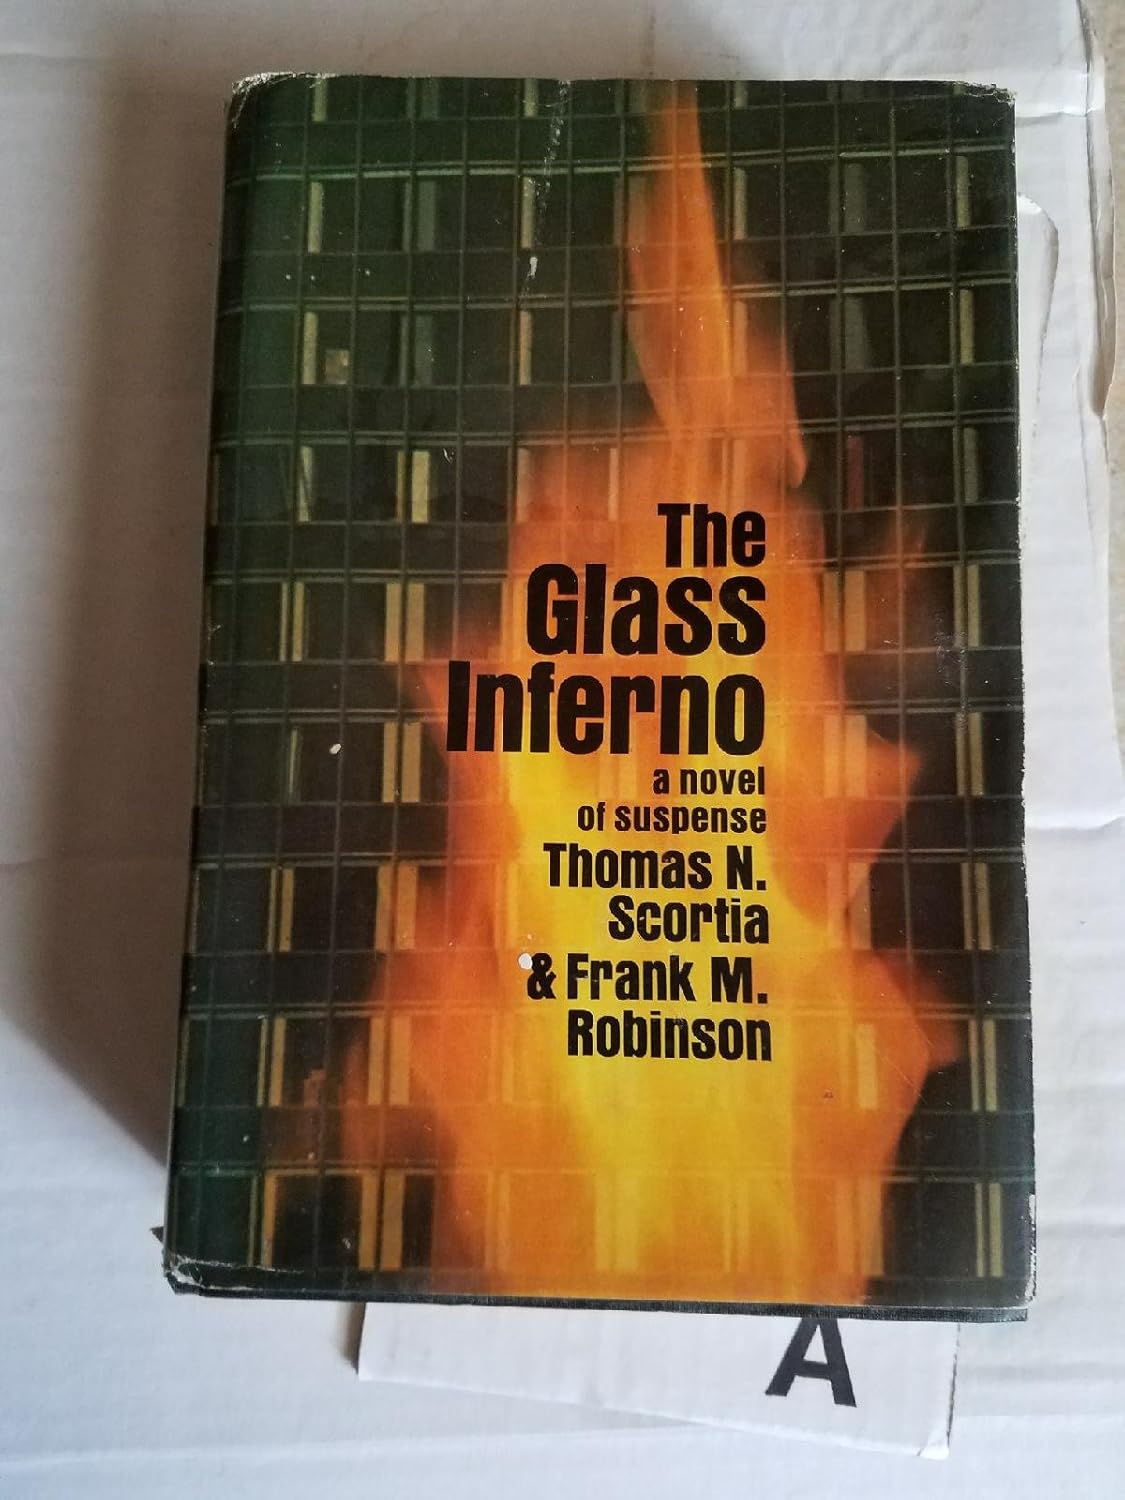 The
Glass
Inferno
a novel
of suspense
Thomas N.
Scortia
& Frank M.
Robinson
A